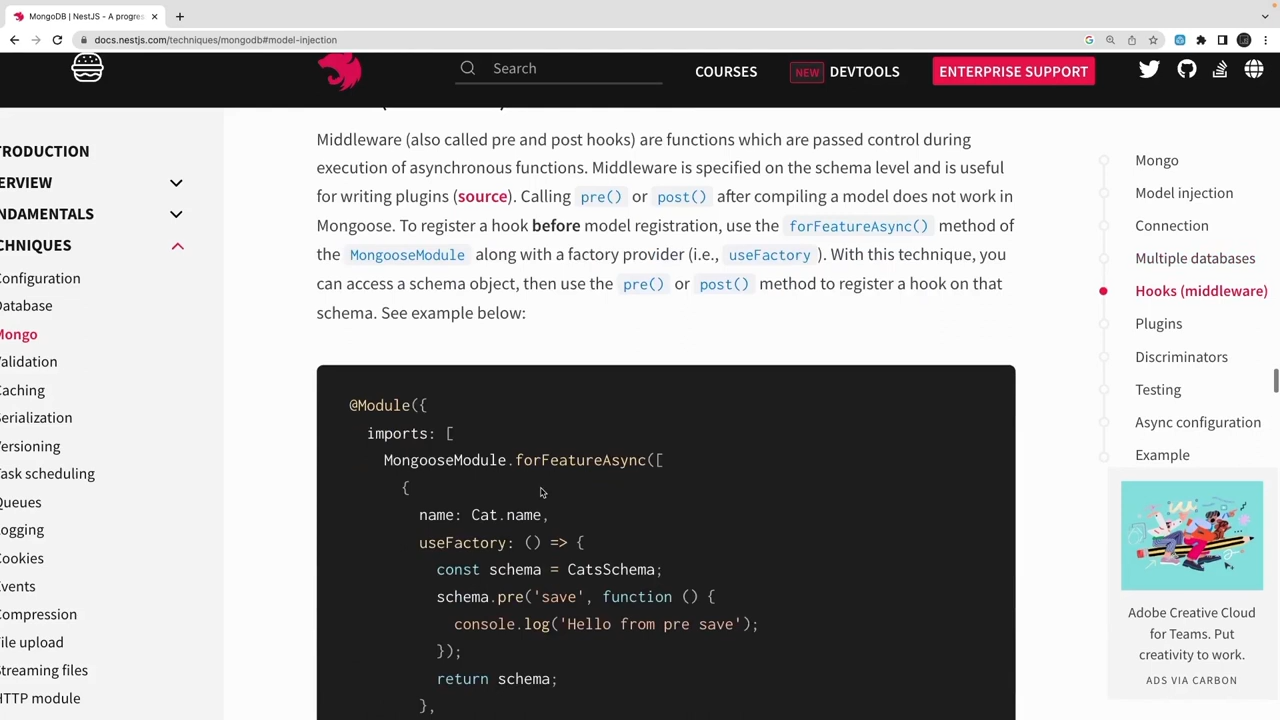 MongoDB | NestJS - A progres
docs.nestjs.com/techniques/mongodb#model-injection
Search
COURSES
NEW
DEVTOOLS
ENTERPRISE SUPPORT
TRODUCTION
ERVIEW
NDAMENTALS
CHNIQUES
Configuration
Database
Mongo
Validation
Caching
Serialization
Versioning
Task scheduling
Queues
Logging
Cookies
Events
Compression
File upload
Streaming files
HTTP module
Middleware (also called pre and post hooks) are functions which are passed control during
execution of asynchronous functions. Middleware is specified on the schema level and is useful
for writing plugins (source). Calling pre() or post() after compiling a model does not work in
Mongoose. To register a hook before model registration, use the forFeatureAsync() method of
the MongooseModule along with a factory provider (i.e., useFactory ). With this technique, you
can access a schema object, then use the pre() or post() method to register a hook on that
schema. See example below:
@Module({
imports: [
MongooseModule.forFeatureAsync([
{
name: Cat.name,
useFactory: () => {
const schema = CatsSchema;
schema.pre('save', function () {
console.log('Hello from pre save');
});
return schema;
},
Mongo
Model injection
Connection
Multiple databases
Hooks (middleware)
Plugins
Discriminators
Testing
Async configuration
Example
Adobe Creative Cloud
for Teams. Put
creativity to work.
ADS VIA CARBON